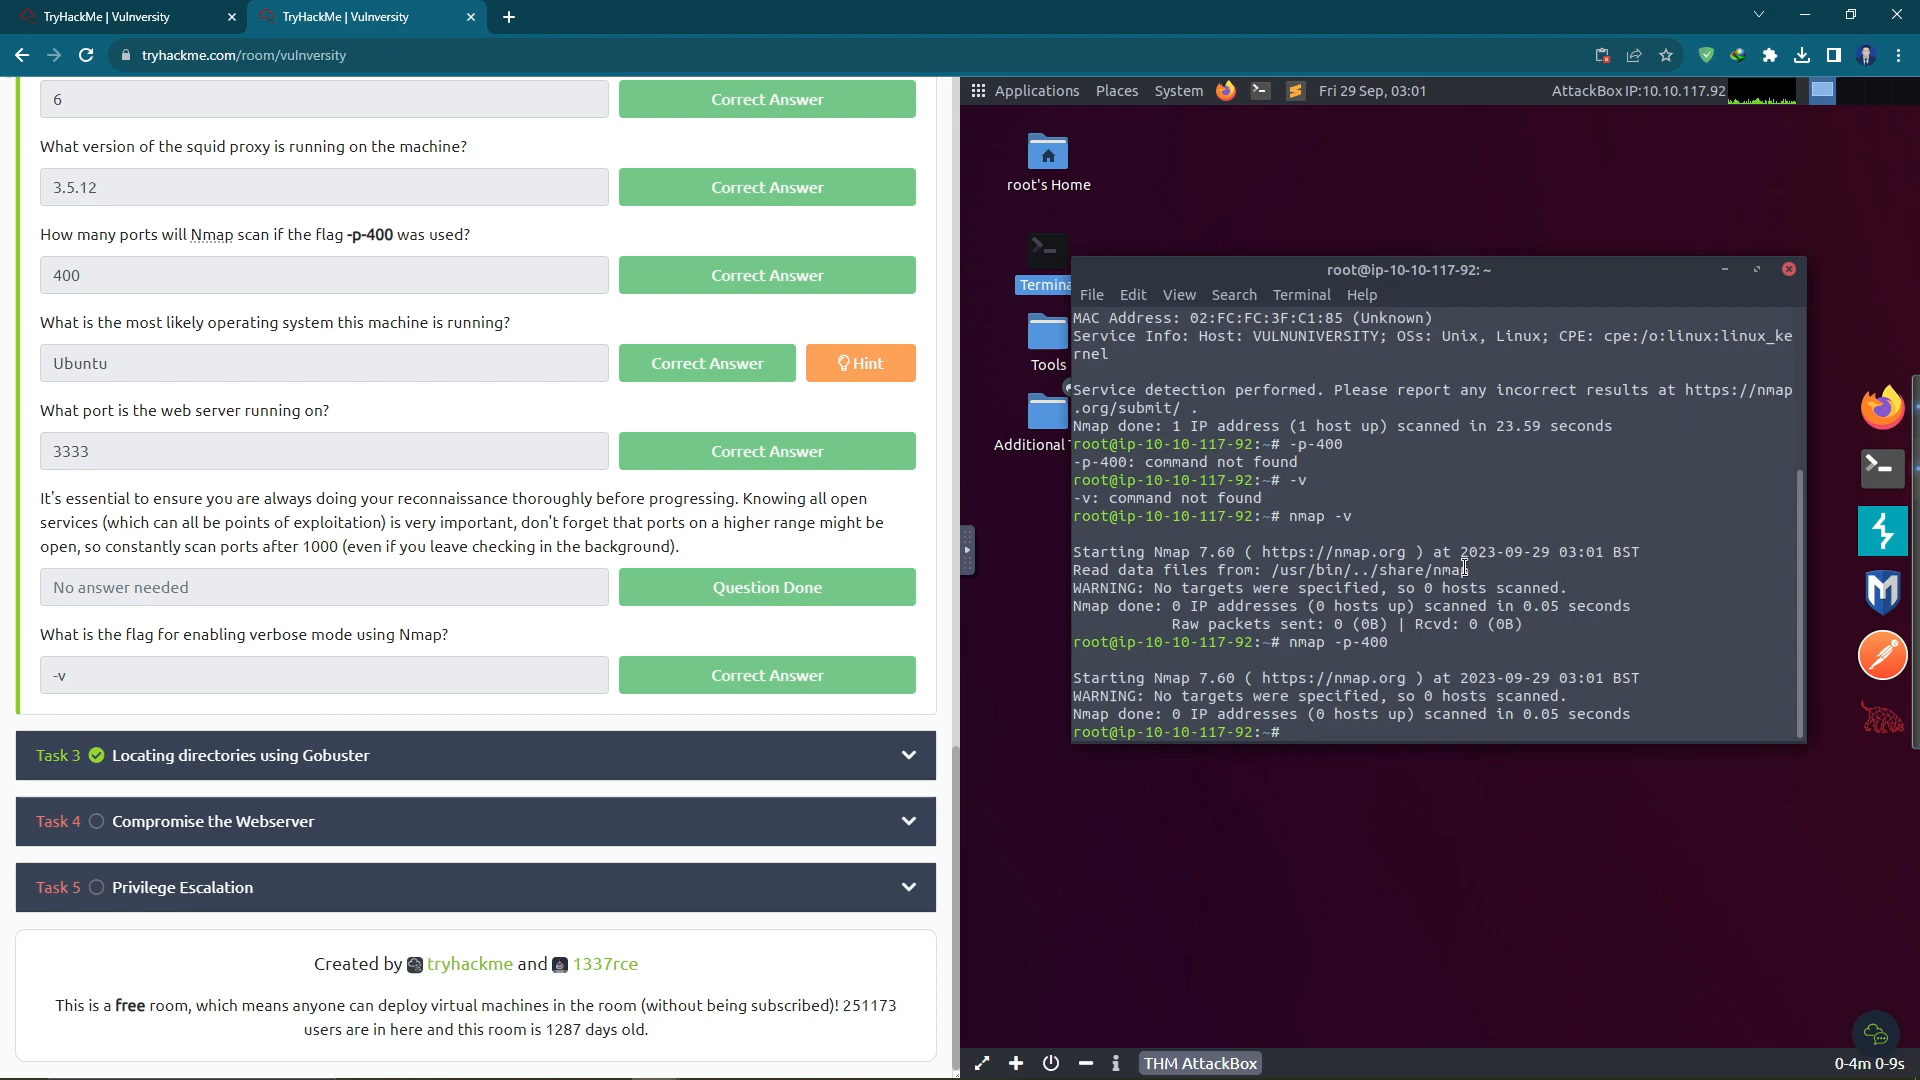 TryHackMe | Vulnversity
TryHackMe | Vulnversity
tryhackme.com/room/vulnversity
6
Correct Answer
What version of the squid proxy is running on the machine?
3.5.12
Correct Answer
How many ports will Nmap scan if the flag -p-400 was used?
400
Correct Answer
What is the most likely operating system this machine is running?
Ubuntu
Correct Answer
Hint
What port is the web server running on?
3333
Correct Answer
It's essential to ensure you are always doing your reconnaissance thoroughly before progressing. Knowing all open
services (which can all be points of exploitation) is very important, don't forget that ports on a higher range might be
open, so constantly scan ports after 1000 (even if you leave checking in the background).
No answer needed
Question Done
What is the flag for enabling verbose mode using Nmap?
-v
Correct Answer
Task 3 Locating directories using Gobuster
Task 4 Compromise the Webserver
Task 5 Privilege Escalation
Created by tryhackme and 1337rce
This is a free room, which means anyone can deploy virtual machines in the room (without being subscribed)! 251173
users are in here and this room is 1287 days old.
Applications Places System Fri 29 Sep, 03:01 AttackBox IP:10.10.117.92
root's Home
Termina
Tools
Additional
root@ip-10-10-117-92: ~
File Edit View Search Terminal Help
MAC Address: 02:FC:FC:3F:C1:85 (Unknown)
Service Info: Host: VULNUNIVERSITY; OSs: Unix, Linux; CPE: cpe:/o:linux:linux_ke
rnel
Service detection performed. Please report any incorrect results at https://nmap
.org/submit/ .
Nmap done: 1 IP address (1 host up) scanned in 23.59 seconds
root@ip-10-10-117-92:~# -p-400
-p-400: command not found
root@ip-10-10-117-92:~# -v
-v: command not found
root@ip-10-10-117-92:~# nmap -v
Starting Nmap 7.60 ( https://nmap.org ) at 2023-09-29 03:01 BST
Read data files from: /usr/bin/../share/nmap
WARNING: No targets were specified, so 0 hosts scanned.
Nmap done: 0 IP addresses (0 hosts up) scanned in 0.05 seconds
Raw packets sent: 0 (0B) | Rcvd: 0 (0B)
root@ip-10-10-117-92:~# nmap -p-400
Starting Nmap 7.60 ( https://nmap.org ) at 2023-09-29 03:01 BST
WARNING: No targets were specified, so 0 hosts scanned.
Nmap done: 0 IP addresses (0 hosts up) scanned in 0.05 seconds
root@ip-10-10-117-92:~#
THM AttackBox
0-4m 0-9s